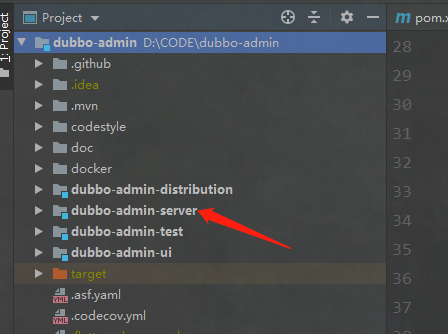 1: Project
Project
pom.x
dubbo-admin D:\CODE\dubbo-admin
.github
.idea
.mvn
codestyle
doc
docker
dubbo-admin-distribution
dubbo-admin-server
dubbo-admin-test
dubbo-admin-ui
target
.asf.yaml
.codecov.yml
28
29
30
31
32
33
34
35
36
37
38